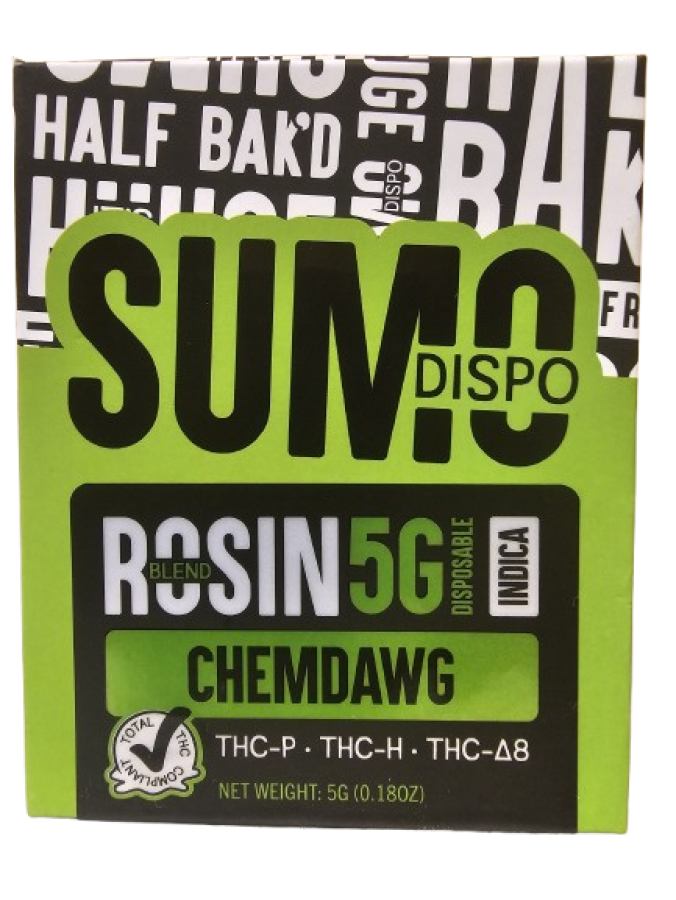 HALF BAK'D
DISPO
SUMO
DISPO
FR
ROSIN 5G
BLEND
DISPOSABLE
INDICA
CHEMDAWG
TOTAL THC COMPLIANT
THC-P · THC-H · THC-Δ8
NET WEIGHT: 5G (0.18OZ)